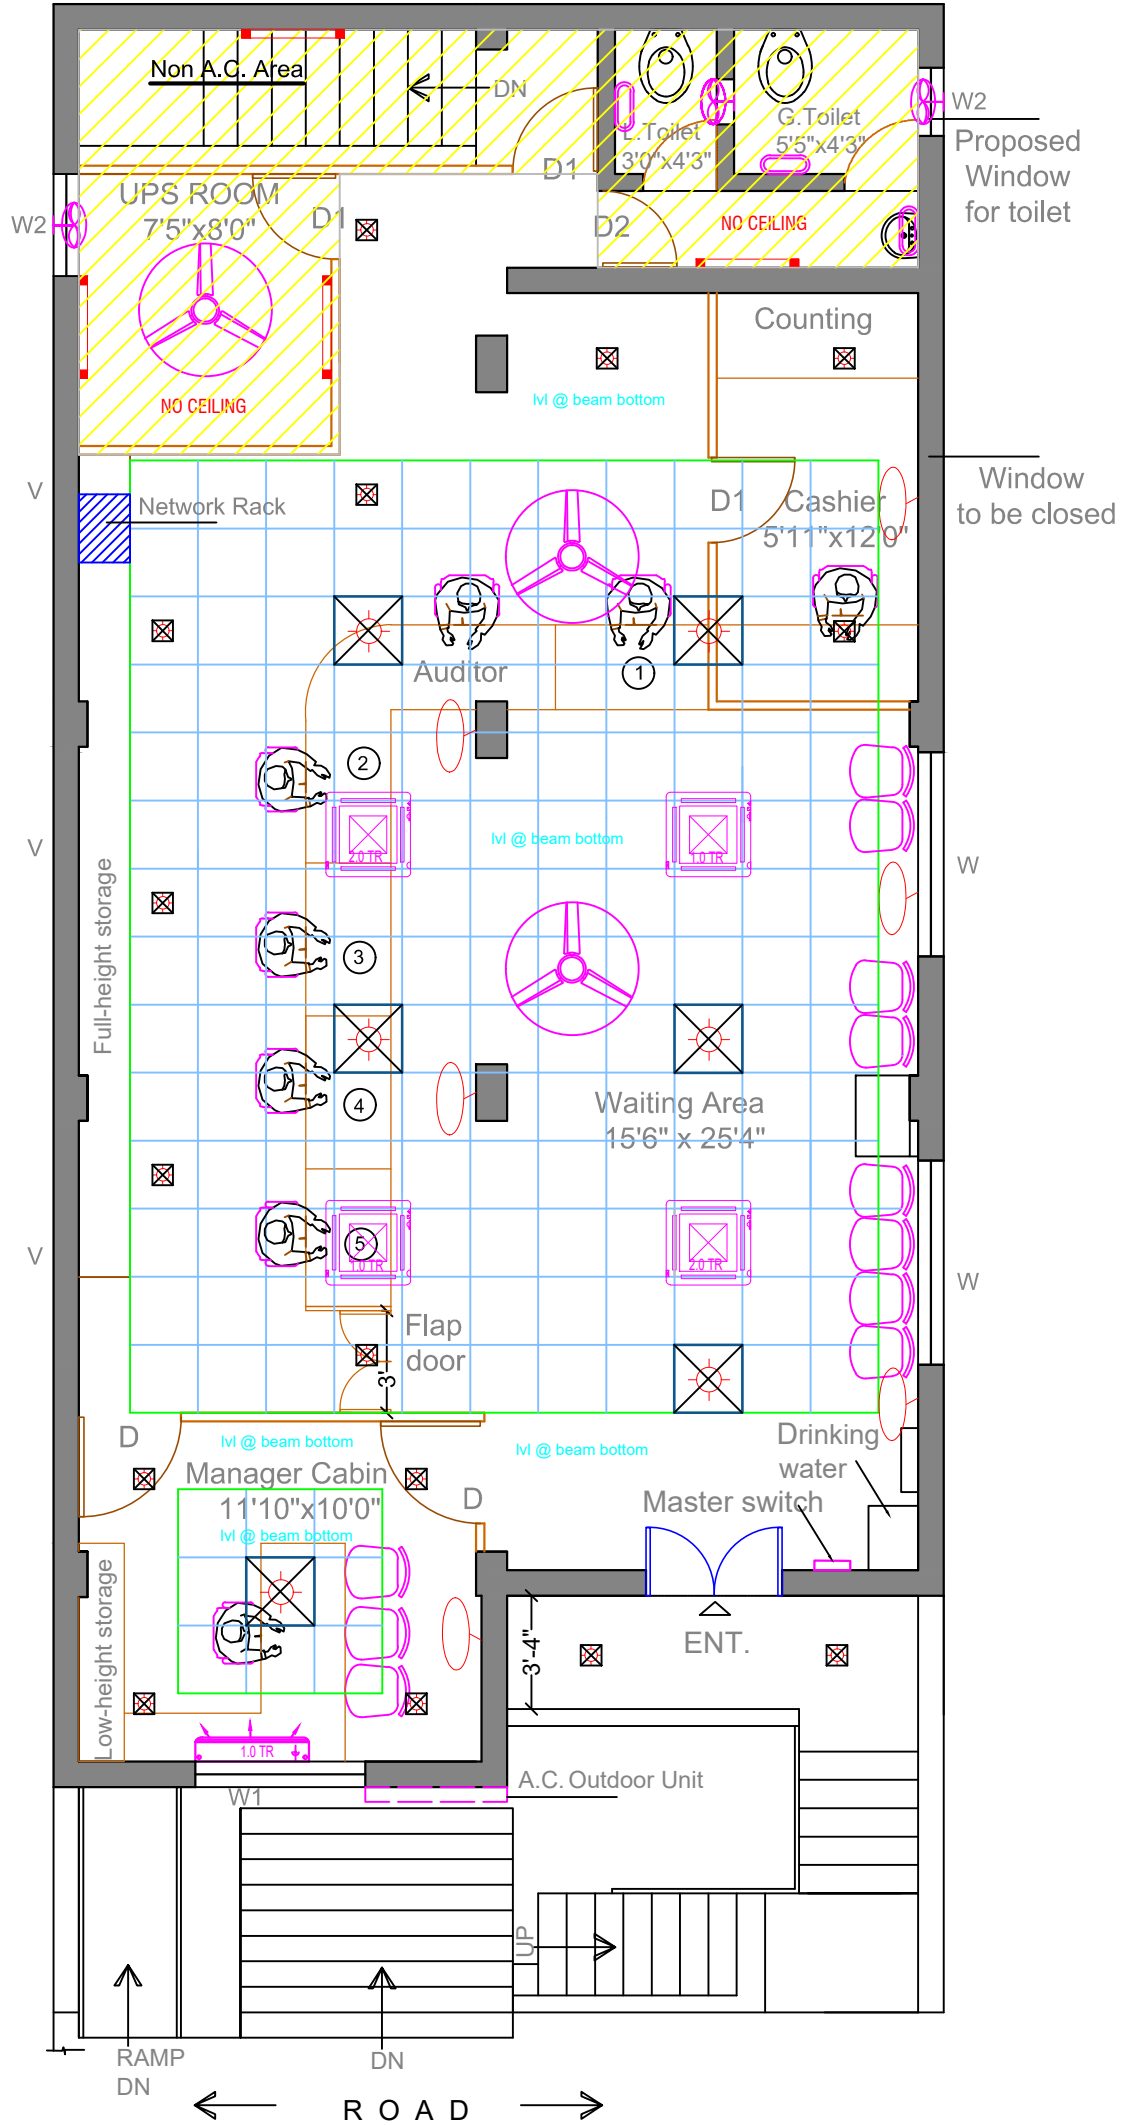 Non A.C. Area
DN
L.Toilet
3'0"x4'3"
G.Toilet
5'5"x4'3"
W2
Proposed
Window
for toilet
D1
UPS ROOM
7'5"x8'0"
D1
W2
D2
NO CEILING
Counting
NO CEILING
lvl @ beam bottom
V
Network Rack
D1
Cashier
5'11"x12'0"
Window
to be closed
Auditor
1
2
2.0 TR
1.0 TR
lvl @ beam bottom
V
W
Full-height storage
3
4
Waiting Area
15'6" x 25'4"
V
5
1.0 TR
2.0 TR
W
Flap
door
3'
D
lvl @ beam bottom
lvl @ beam bottom
Drinking
water
Manager Cabin
11'10"x10'0"
D
Master switch
lvl @ beam bottom
Low-height storage
ENT.
3'-4"
1.0 TR
W1
A.C. Outdoor Unit
UP
RAMP
DN
DN
ROAD